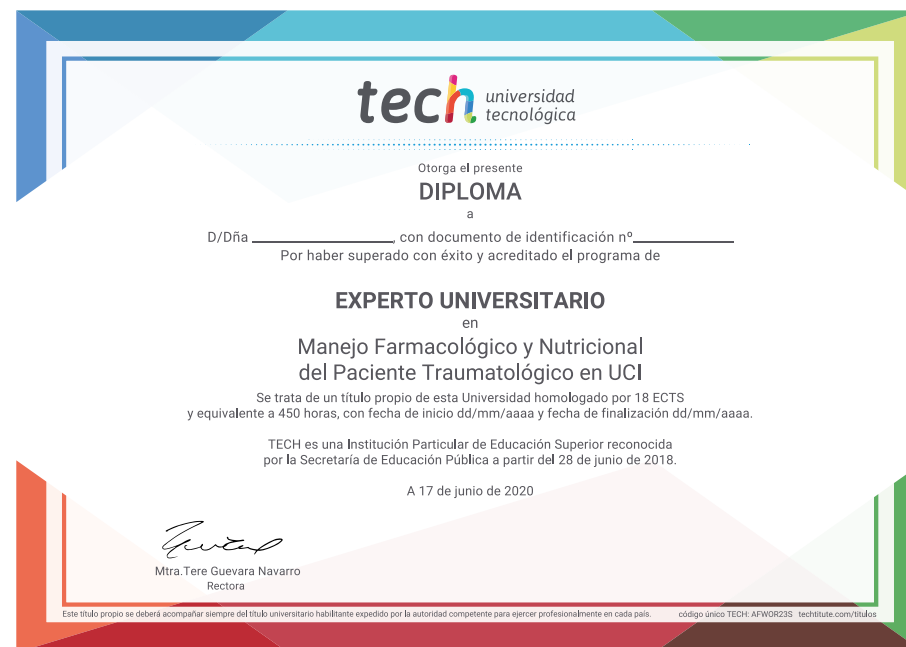 tech universidad
tecnológica
Otorga el presente
DIPLOMA
a
D/Dña ____________________, con documento de identificación nº______________
Por haber superado con éxito y acreditado el programa de
EXPERTO UNIVERSITARIO
en
Manejo Farmacológico y Nutricional
del Paciente Traumatológico en UCI
Se trata de un título propio de esta Universidad homologado por 18 ECTS
y equivalente a 450 horas, con fecha de inicio dd/mm/aaaa y fecha de finalización dd/mm/aaaa.
TECH es una Institución Particular de Educación Superior reconocida
por la Secretaría de Educación Pública a partir del 28 de junio de 2018.
A 17 de junio de 2020
Mtra.Tere Guevara Navarro
Rectora
Este título propio se deberá acompañar siempre del título universitario habilitante expedido por la autoridad competente para ejercer profesionalmente en cada país. código único TECH: AFWOR23S techtitute.com/titulos